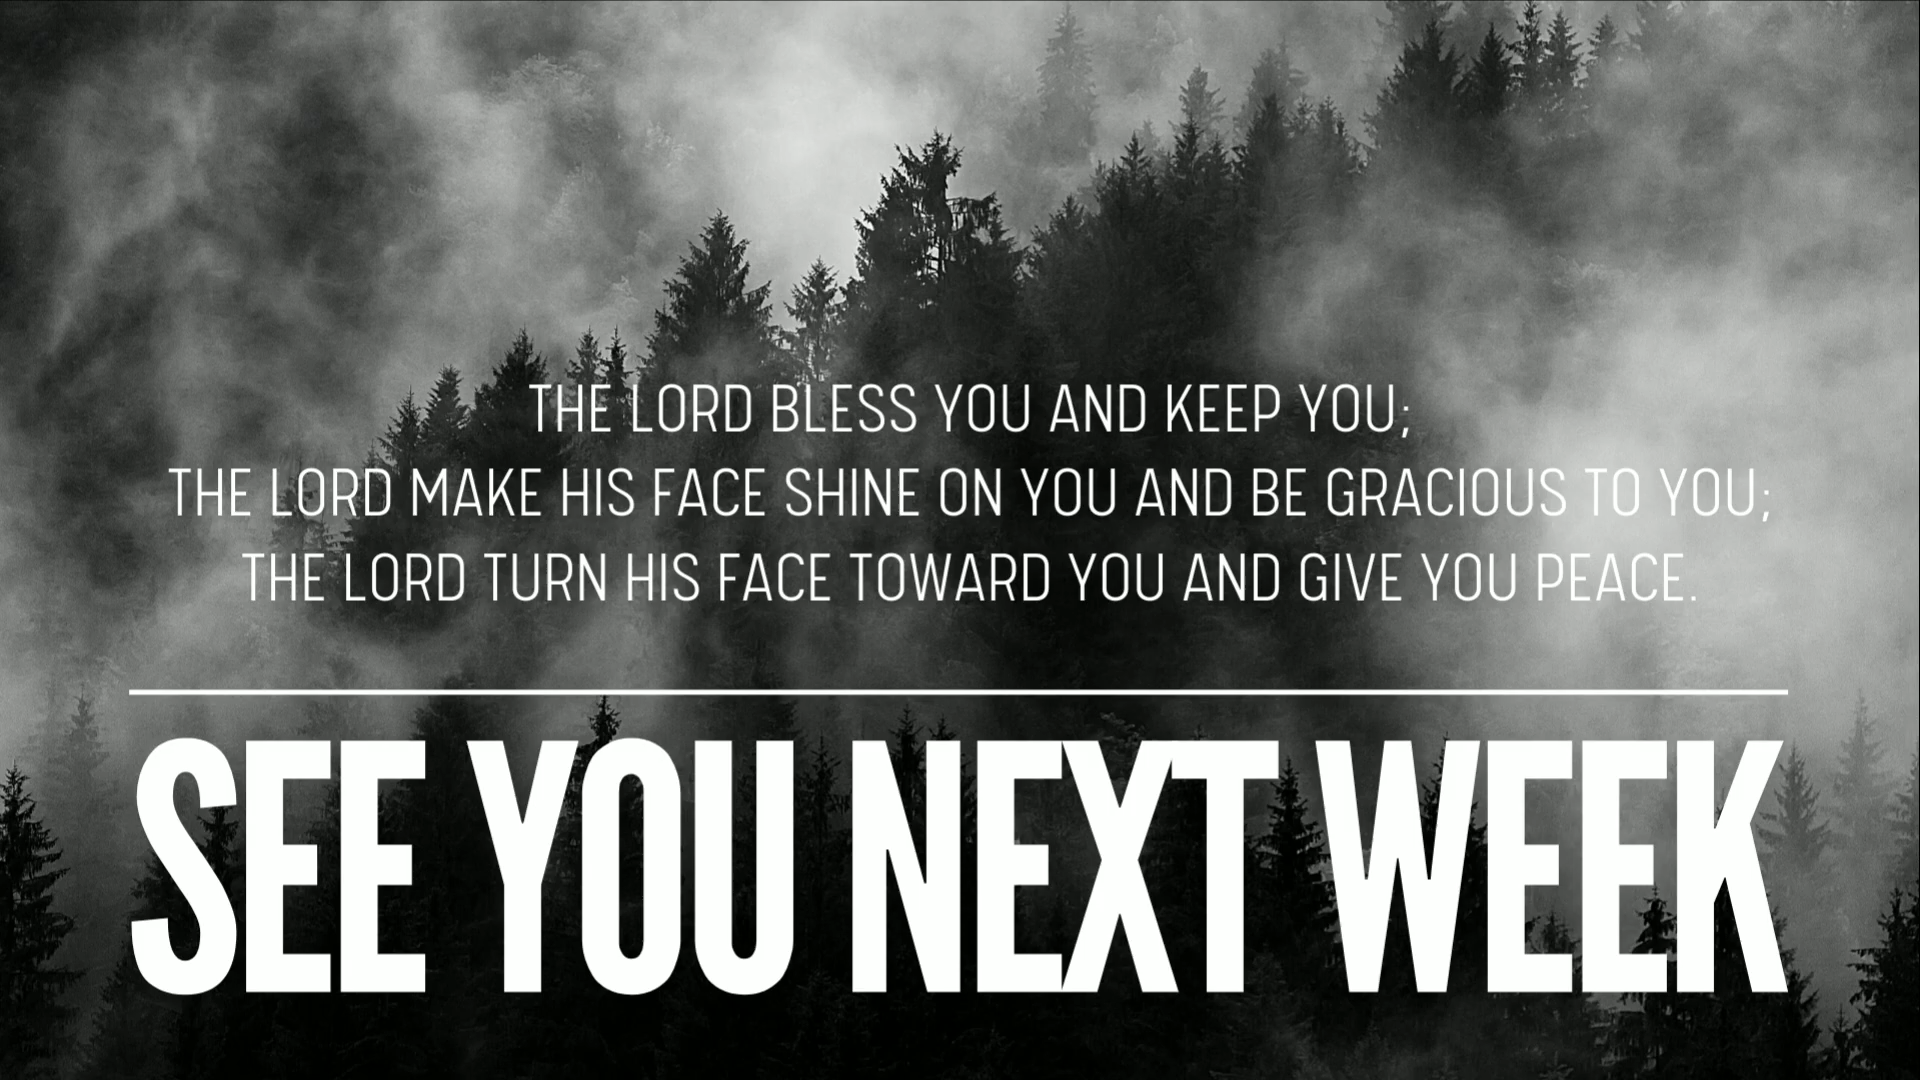 THE LORD BLESS YOU AND KEEP YOU;
THE LORD MAKE HIS FACE SHINE ON YOU AND BE GRACIOUS TO YOU;
THE LORD TURN HIS FACE TOWARD YOU AND GIVE YOU PEACE.
SEE YOU NEXT WEEK